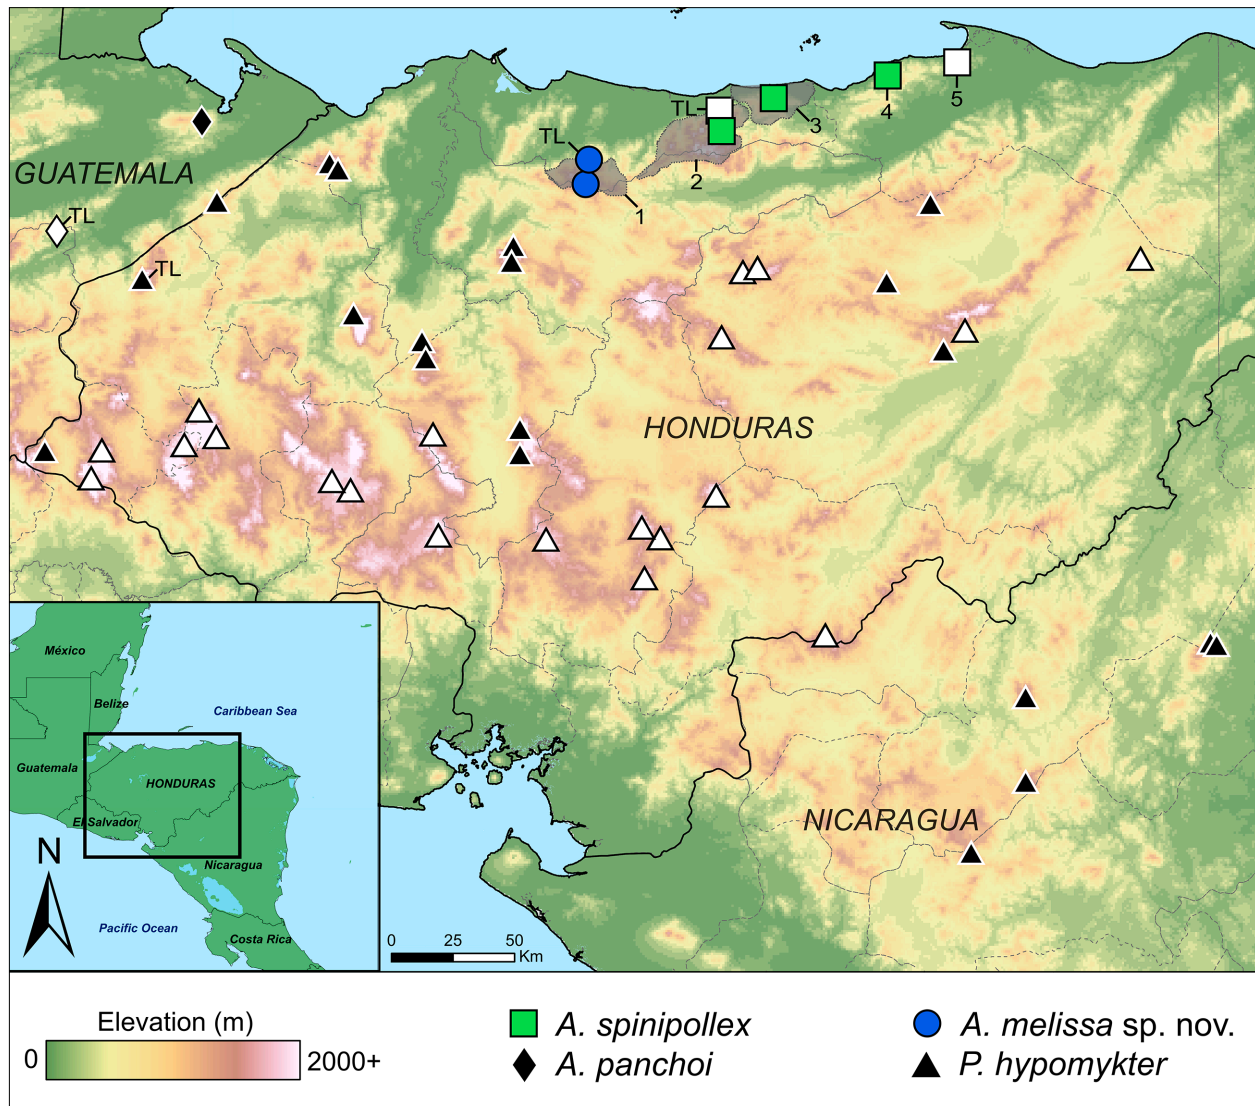 5
4
TL
3
TL
GUATEMALA
2
1
TL
TL
HONDURAS
México
Belize
Caribbean Sea
Guatemala
HONDURAS
El Salvador
NICARAGUA
N
Nicaragua
Pacific Ocean
Costa Rica
0 25 50
Km
Elevation (m)
0 2000+
A. spinipollex
A. melissa sp. nov.
A. panchoi
P. hypomykter